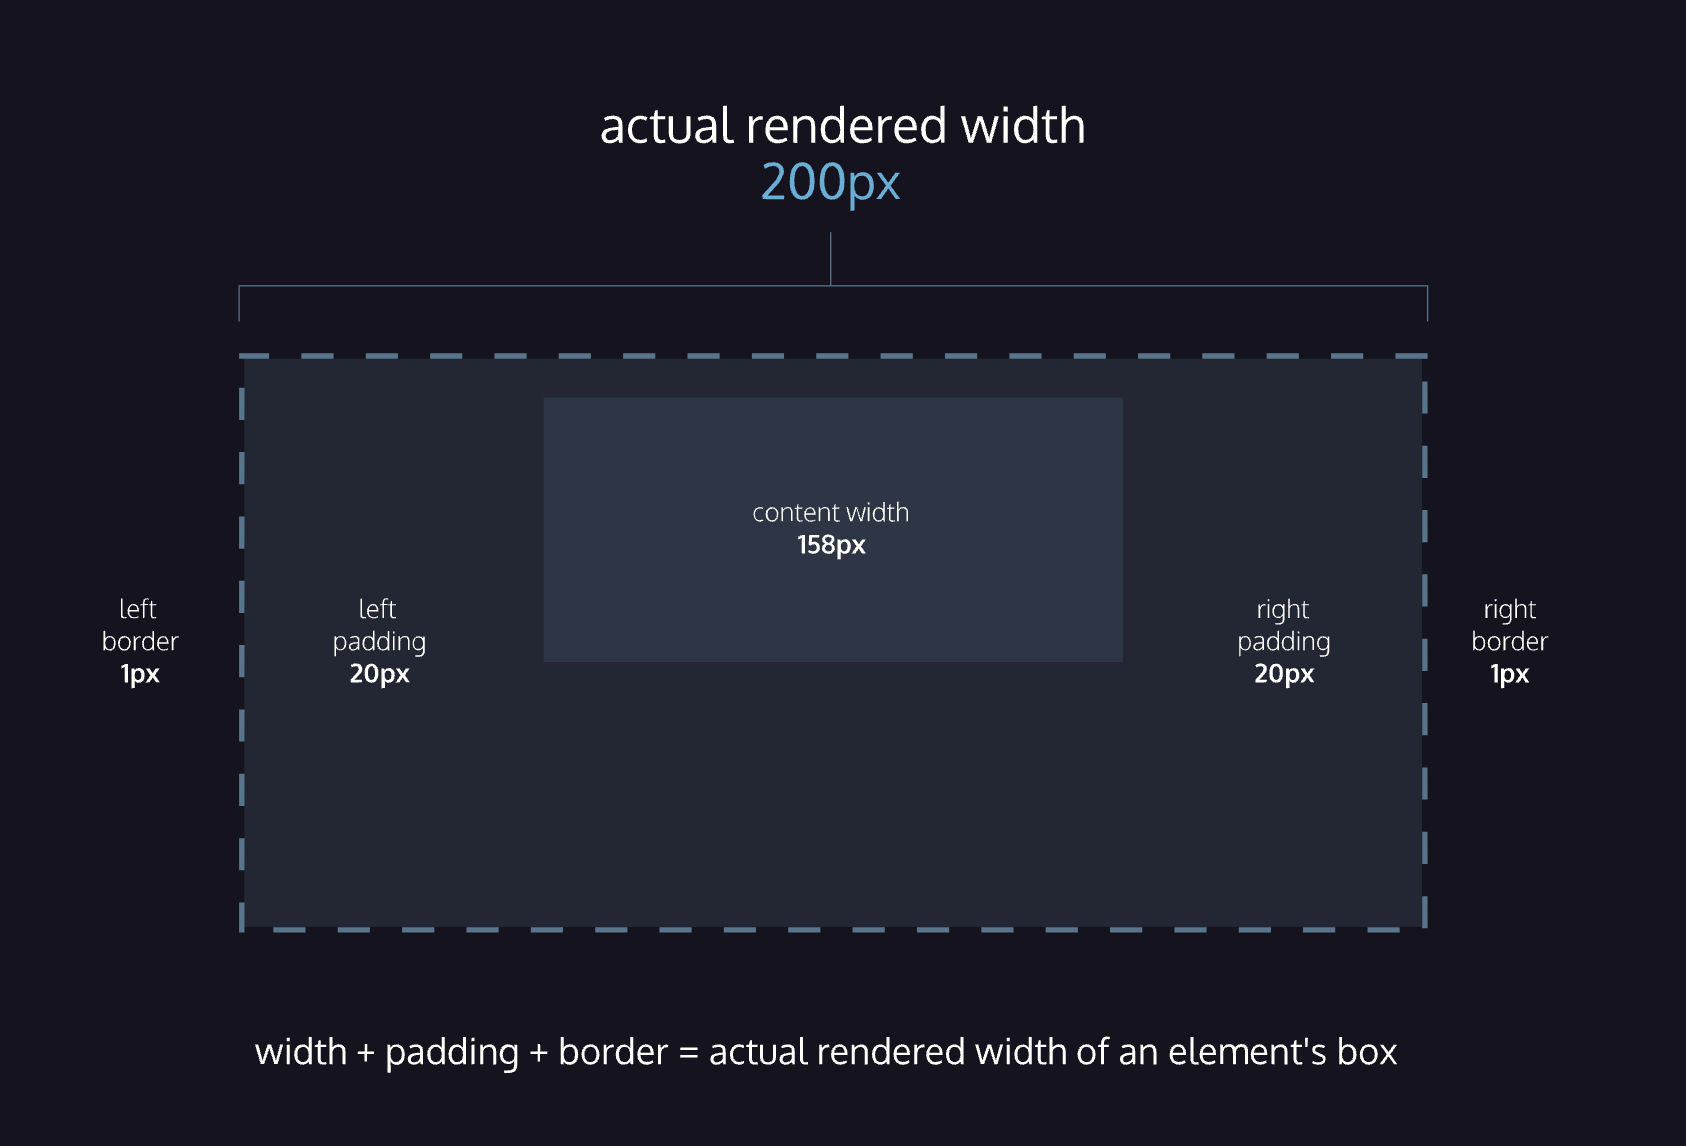 actual rendered width
200px
content width
158px
left
border
1px
left
padding
20px
right
padding
20px
right
border
1px
width + padding + border = actual rendered width of an element's box